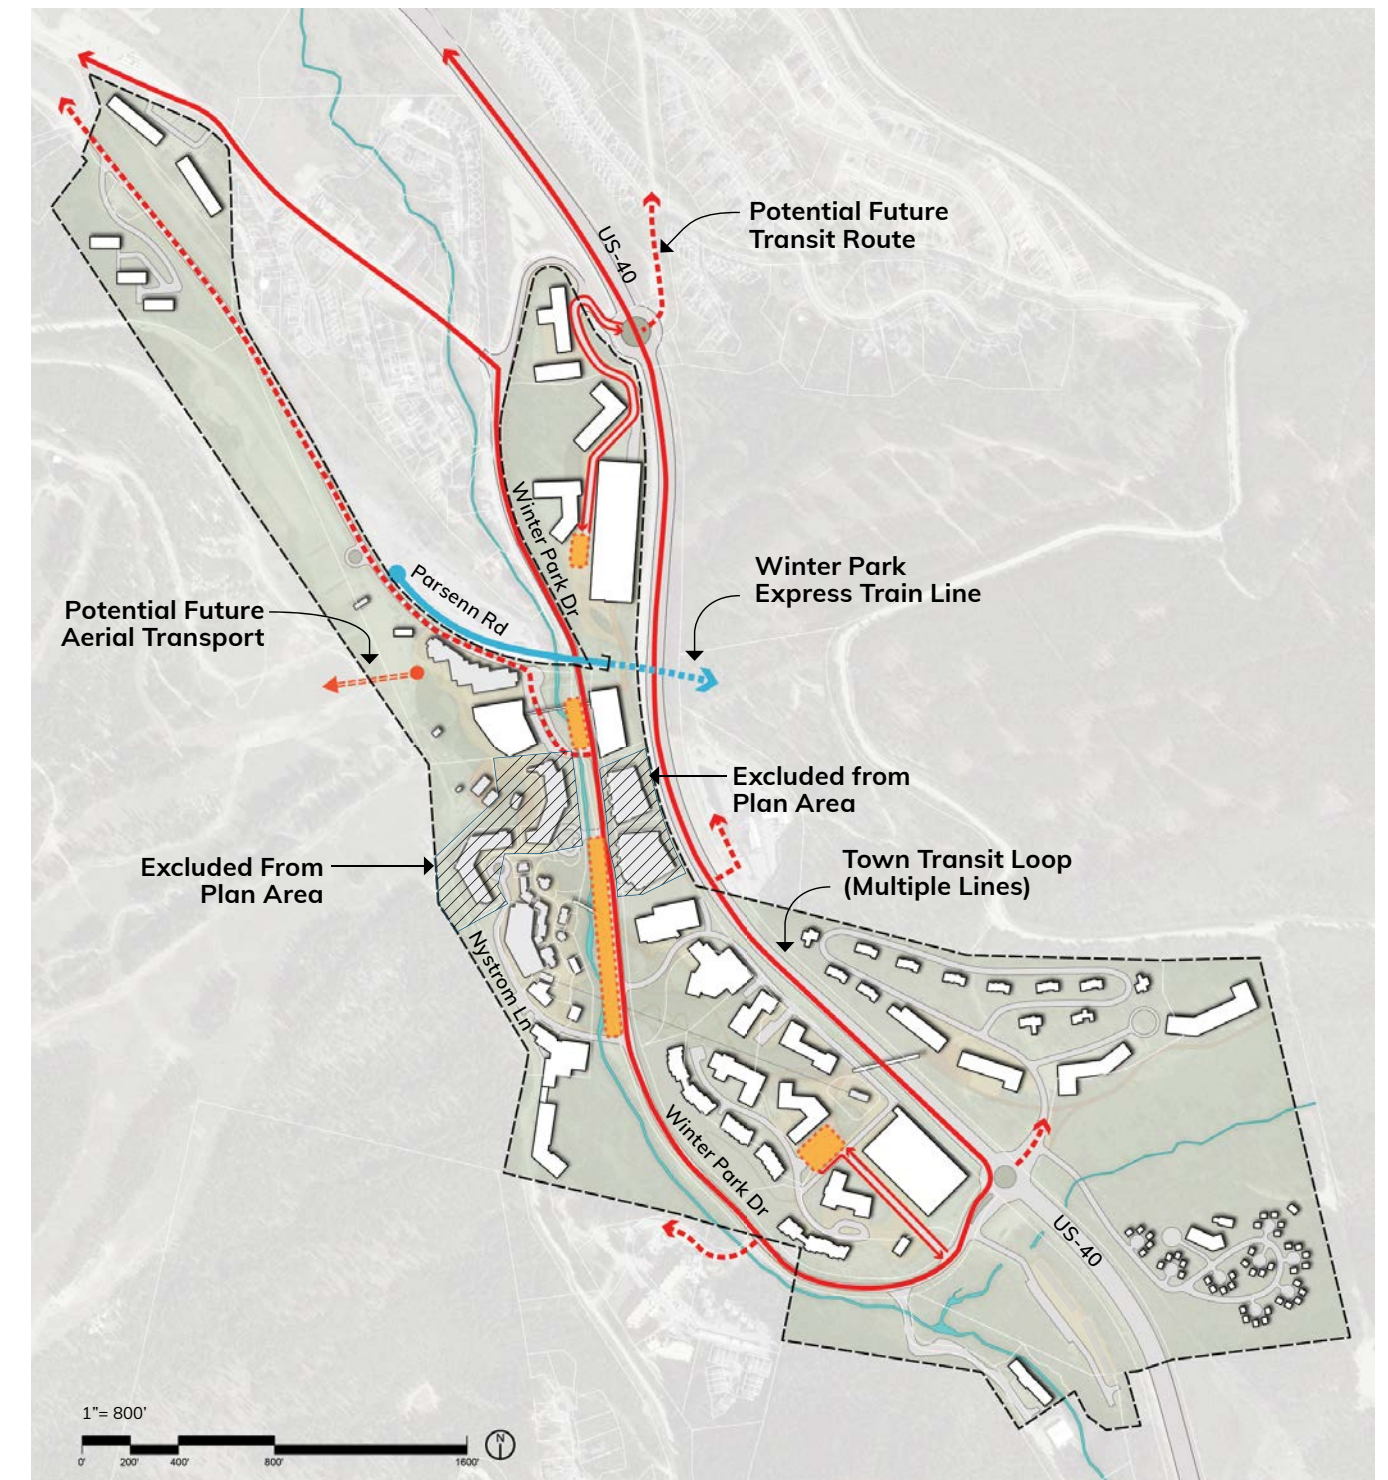 US-40
Potential Future
Transit Route
Winter Park Dr
Winter Park
Express Train Line
Parsenn Rd
Potential Future
Aerial Transport
Excluded from
Plan Area
Town Transit Loop
(Multiple Lines)
Excluded From
Plan Area
Nystrom Ln
Winter Park Dr
US-40
1”= 800’
N
0' 200' 400' 800' 1600'